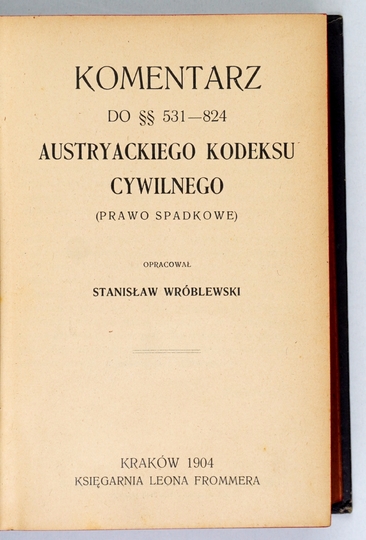 KOMENTARZ
DO §§ 531—824
AUSTRYACKIEGO KODEKSU
CYWILNEGO
(PRAWO SPADKOWE)
OPRACOWAŁ
STANISŁAW WRÓBLEWSKI
KRAKÓW 1904
KSIĘGARNIA LEONA FROMMERA